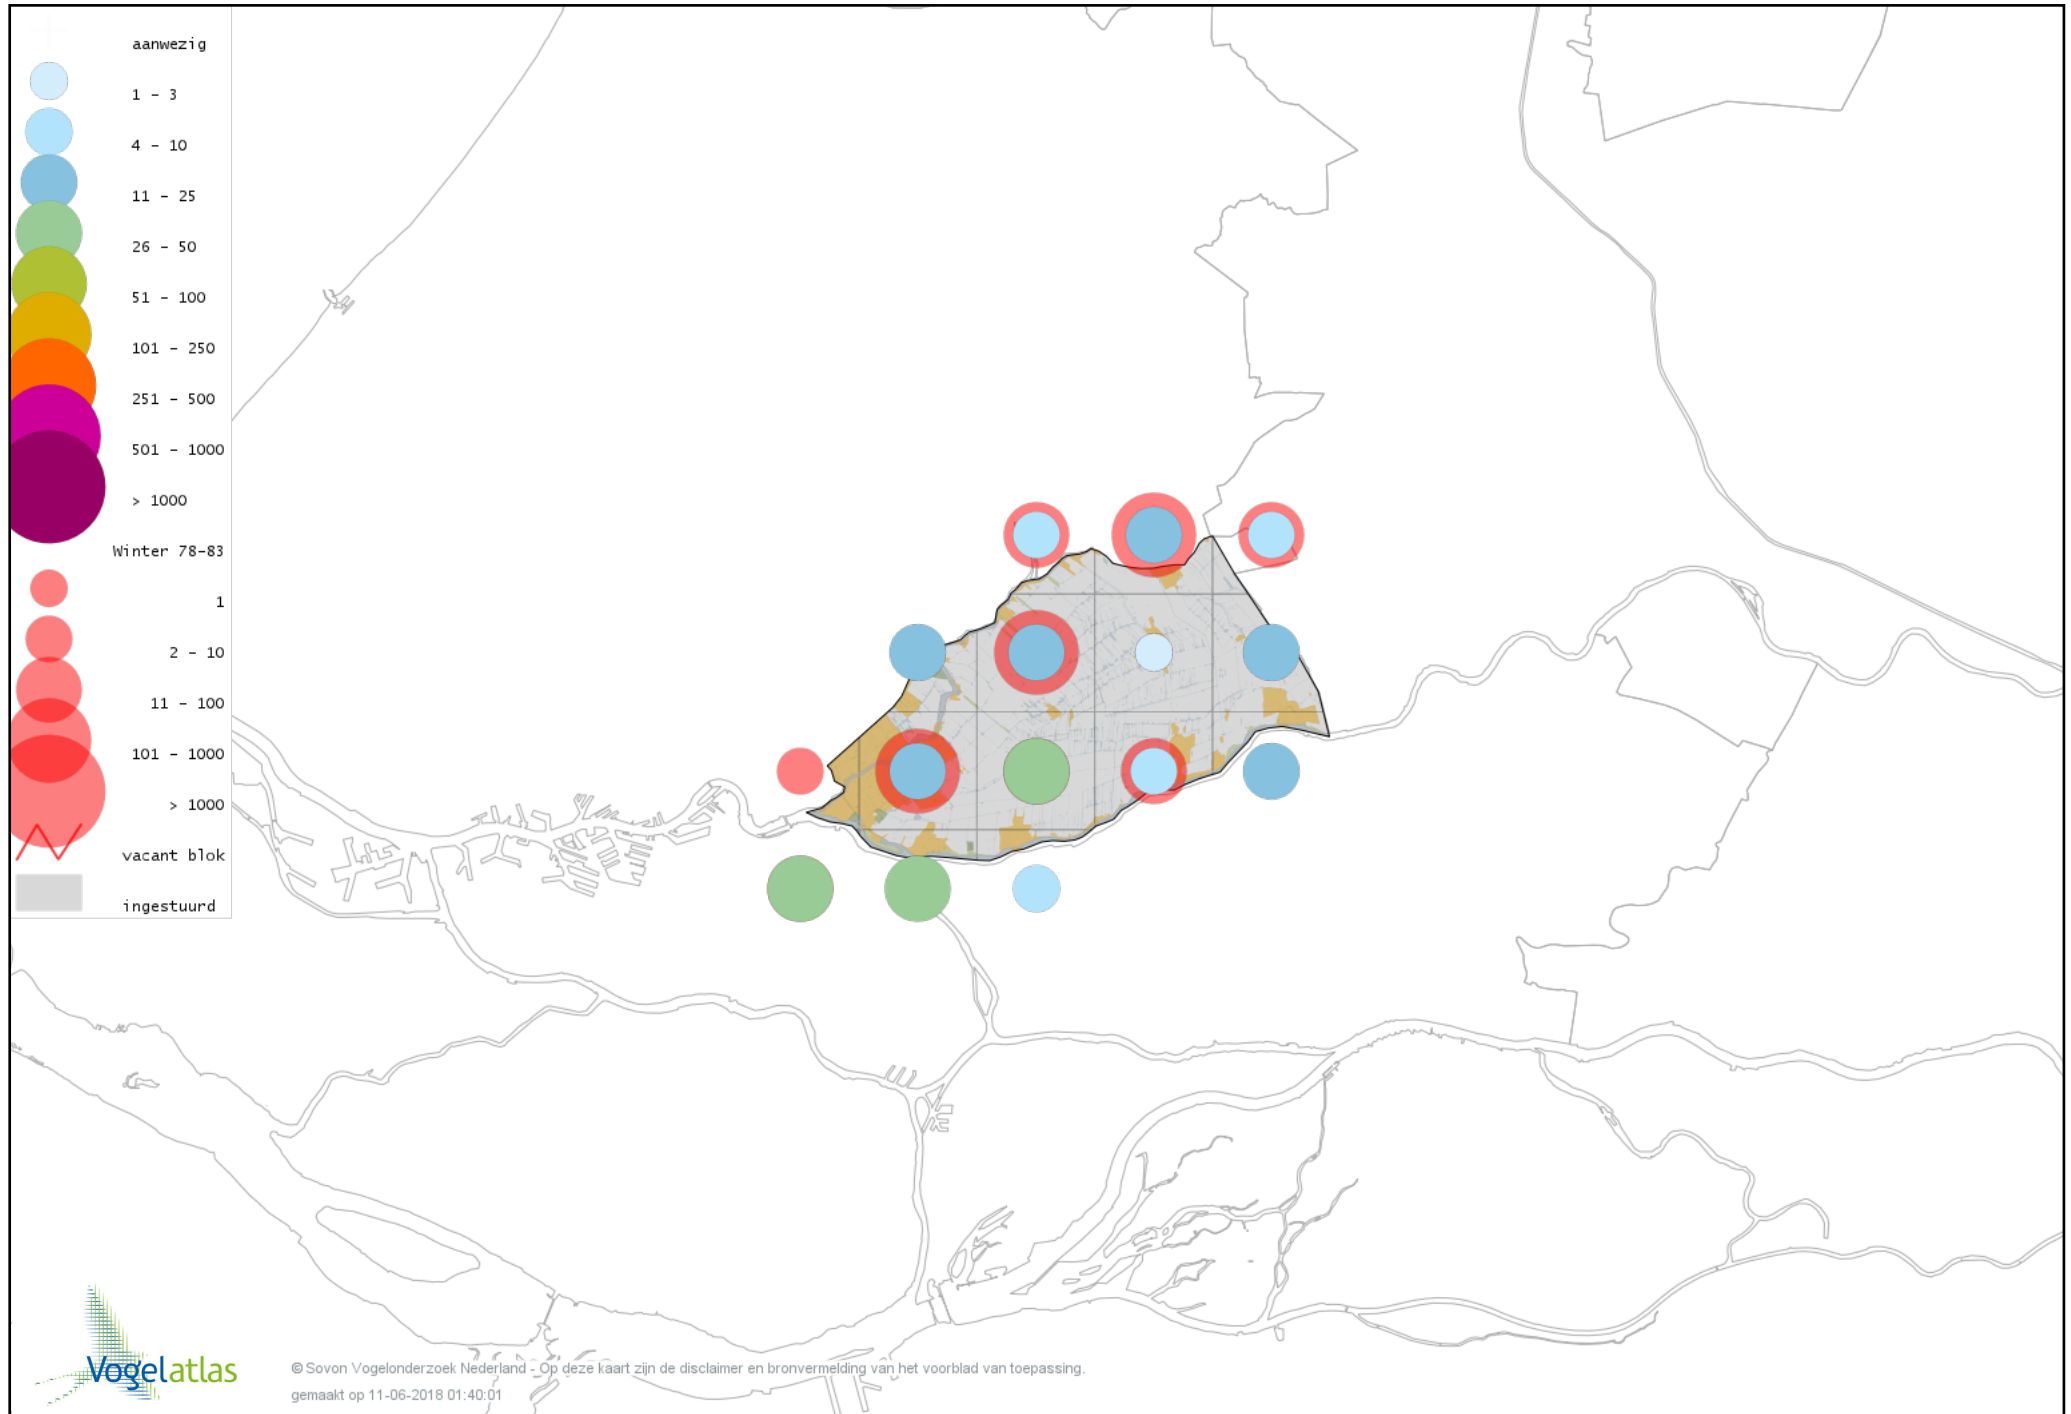 aanwezig
1 - 3
4 - 10
11 - 25
26 - 50
51 - 100
101 - 250
251 - 500
501 - 1000
> 1000
Winter 78-83
1
2 - 10
11 - 100
101 - 1000
> 1000
vacant blok
ingestuurd
Vogelatlas
© Sovon Vogelonderzoek Nederland - Op deze kaart zijn de disclaimer en bronvermelding van het voorblad van toepassing.
gemaakt op 11-06-2018 01:40:01